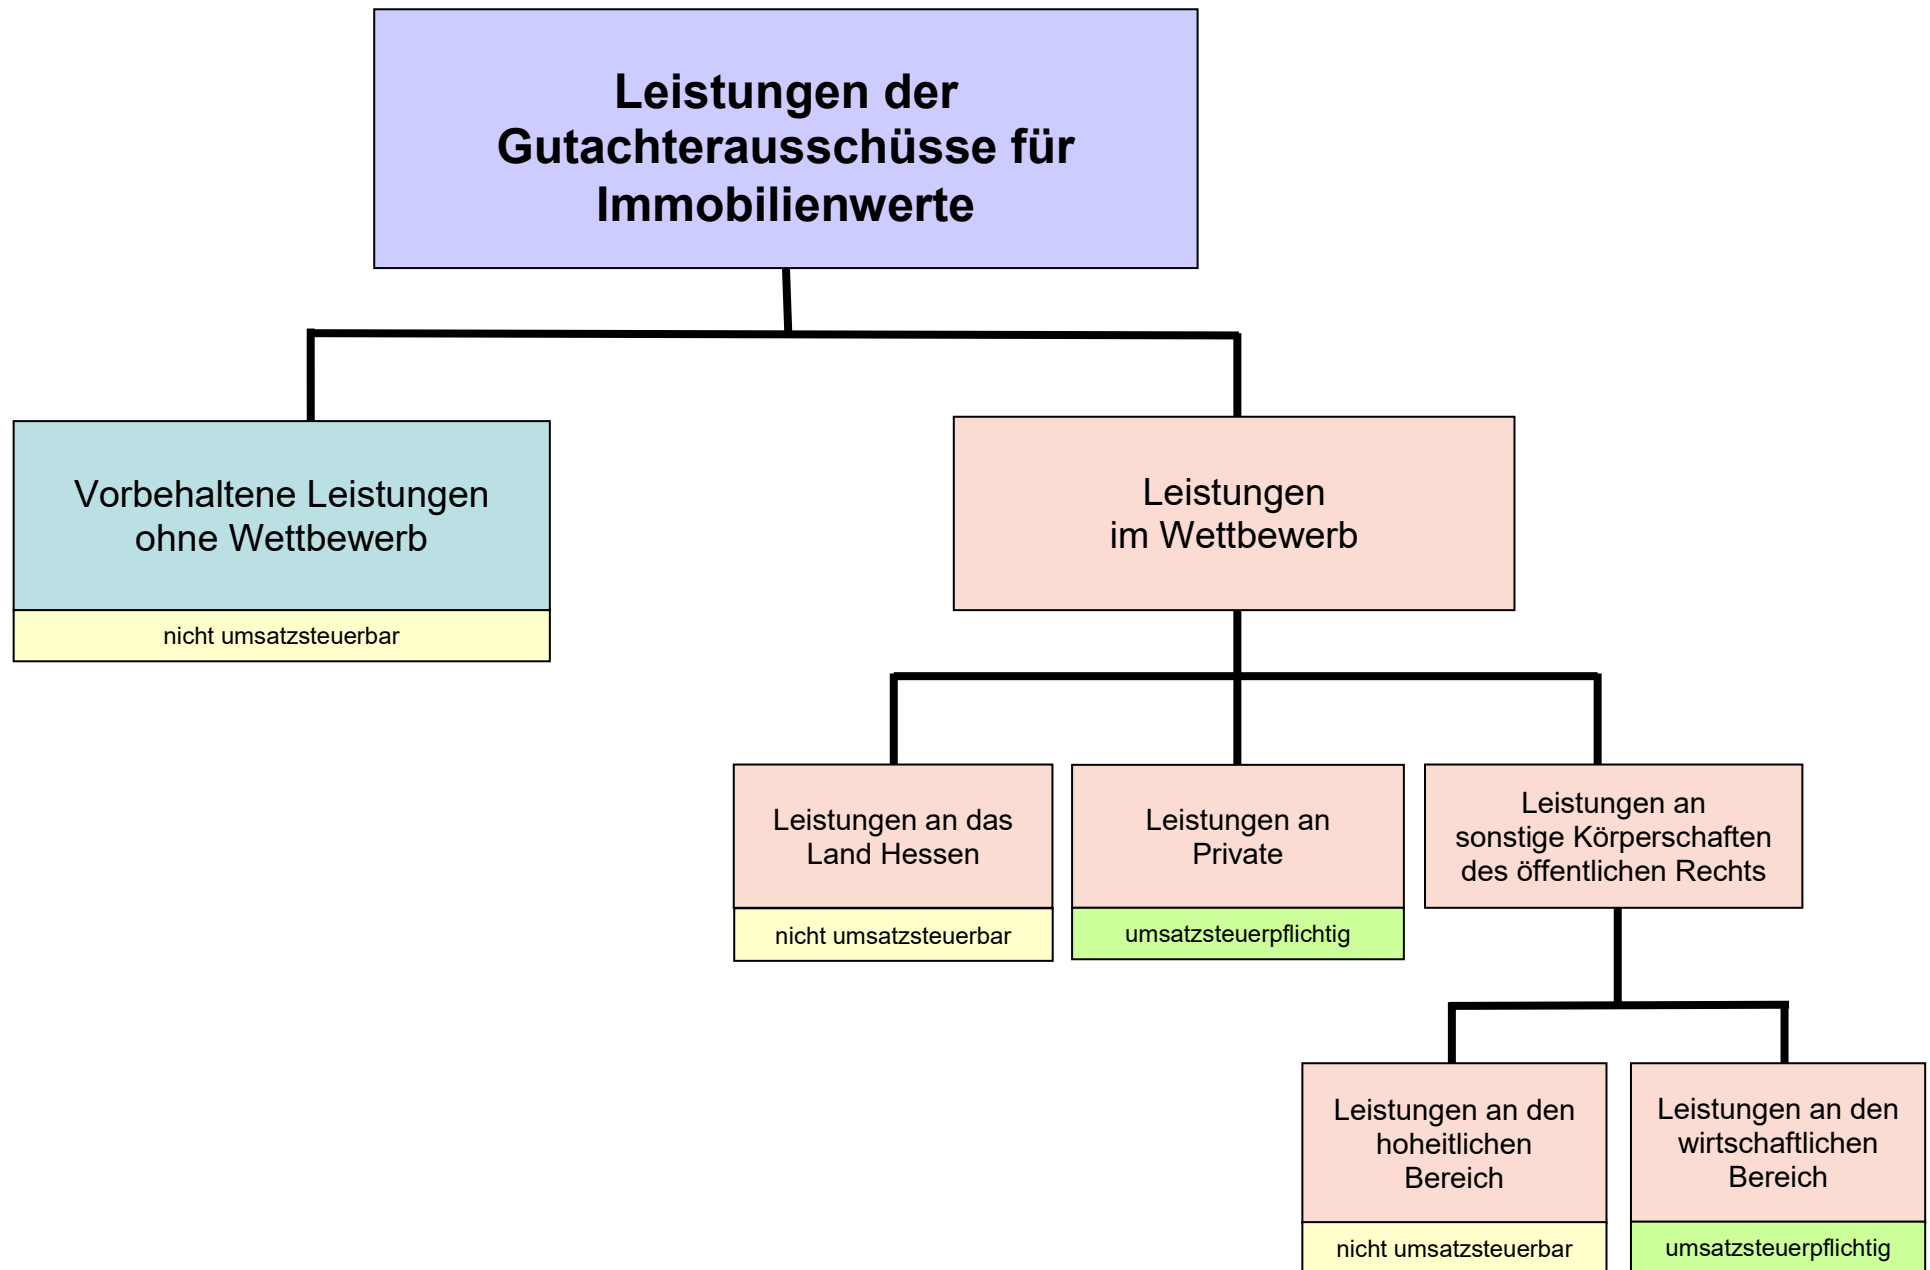 Leistungen der
Gutachterausschüsse für
Immobilienwerte
Vorbehaltene Leistungen
ohne Wettbewerb
nicht umsatzsteuerbar
Leistungen
im Wettbewerb
Leistungen an das
Land Hessen
nicht umsatzsteuerbar
Leistungen an
Private
umsatzsteuerpflichtig
Leistungen an
sonstige Körperschaften
des öffentlichen Rechts
Leistungen an den
hoheitlichen
Bereich
nicht umsatzsteuerbar
Leistungen an den
wirtschaftlichen
Bereich
umsatzsteuerpflichtig